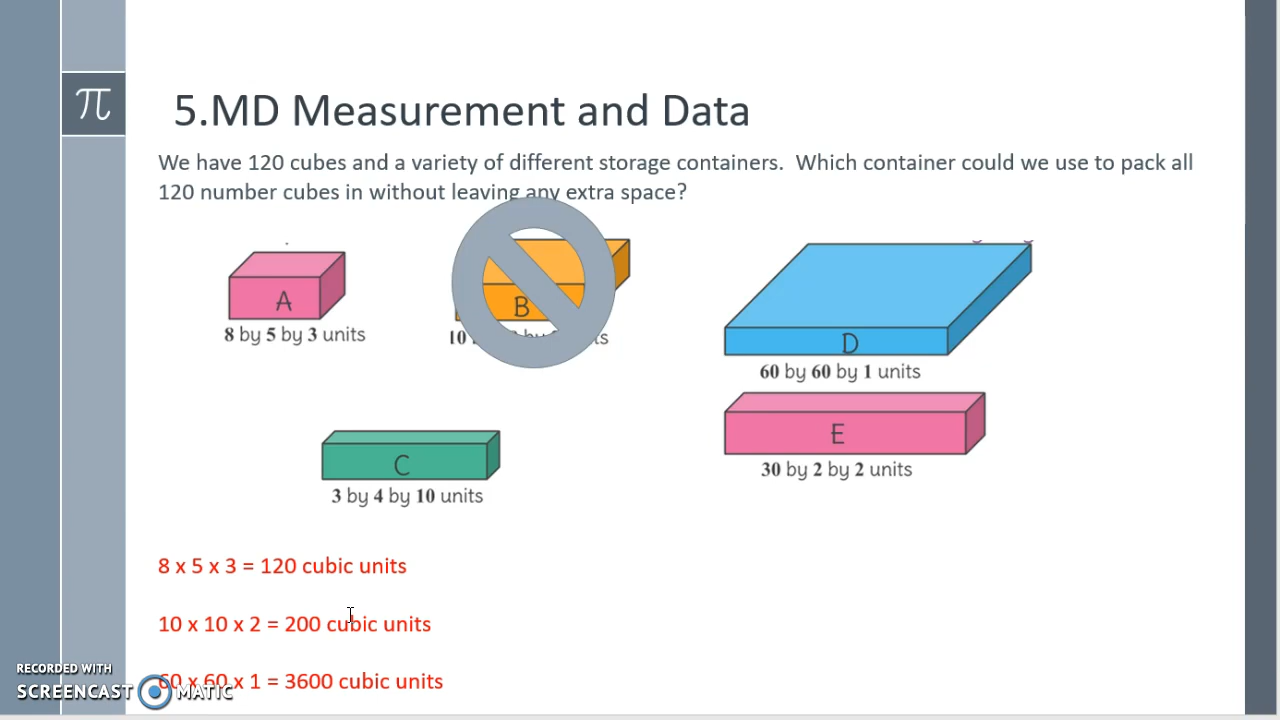 π
5.MD Measurement and Data
We have 120 cubes and a variety of different storage containers. Which container could we use to pack all
120 number cubes in without leaving any extra space?
A
8 by 5 by 3 units
B
10
C
3 by 4 by 10 units
D
60 by 60 by 1 units
E
30 by 2 by 2 units
8 x 5 x 3 = 120 cubic units
10 x 10 x 2 = 200 cubic units
60 x 60 x 1 = 3600 cubic units
RECORDED WITH
SCREENCAST MATIC